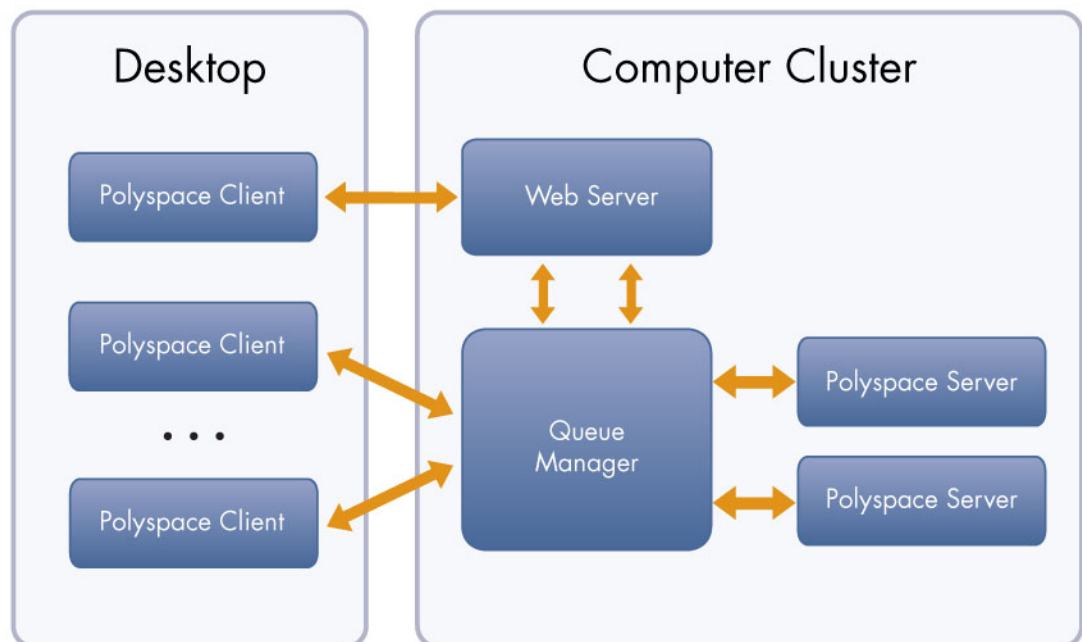 Desktop
Polyspace Client
Polyspace Client
...
Polyspace Client
Computer Cluster
Web Server
Queue
Manager
Polyspace Server
Polyspace Server